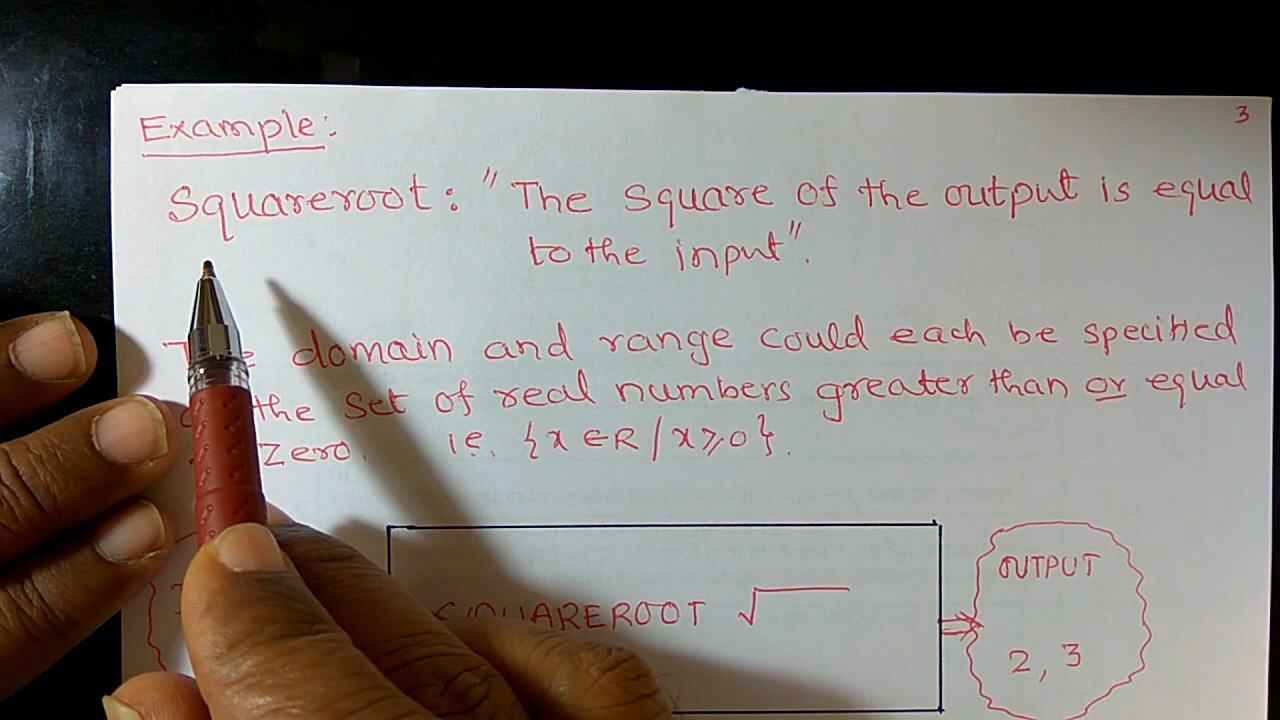 3
Example:
Squareroot: "The square of the output is equal
to the input".
domain and range could each be specified
the set of real numbers greater than or equal
zero. ie. {x ∈ R / x ≥ 0}.
OUTPUT
SQUAREROOT √
2, 3